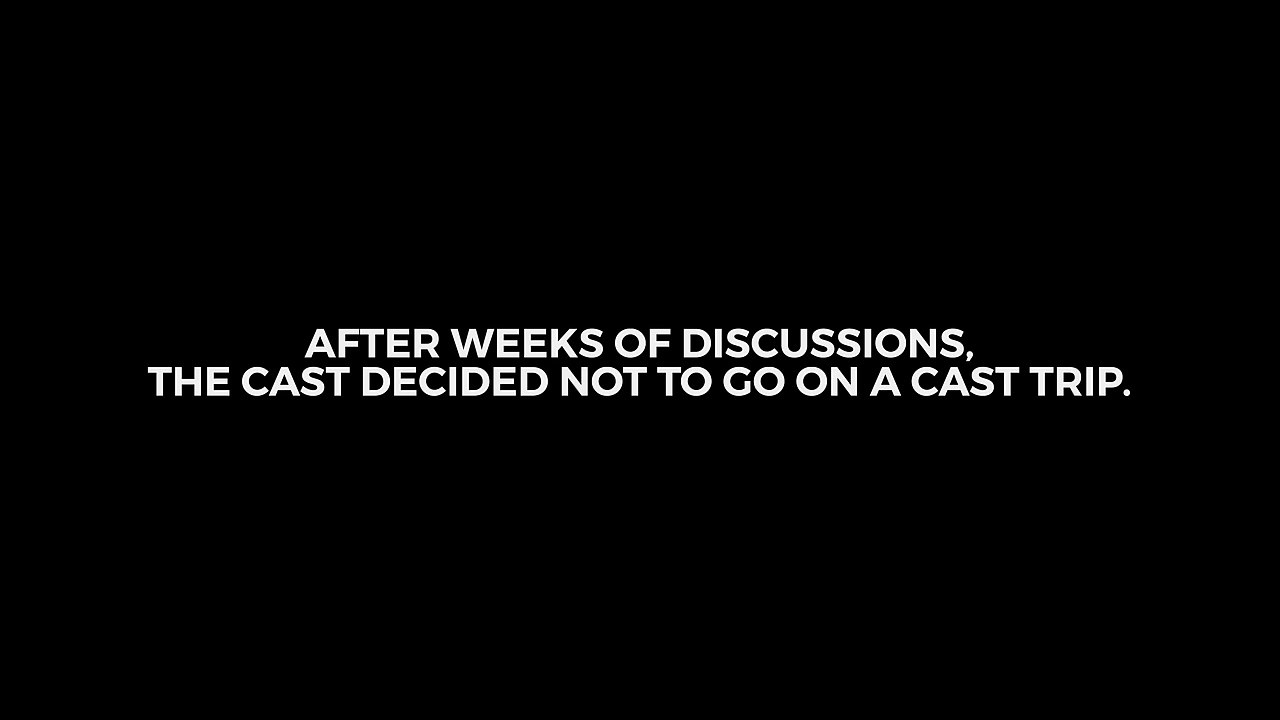 AFTER WEEKS OF DISCUSSIONS,
THE CAST DECIDED NOT TO GO ON A CAST TRIP.